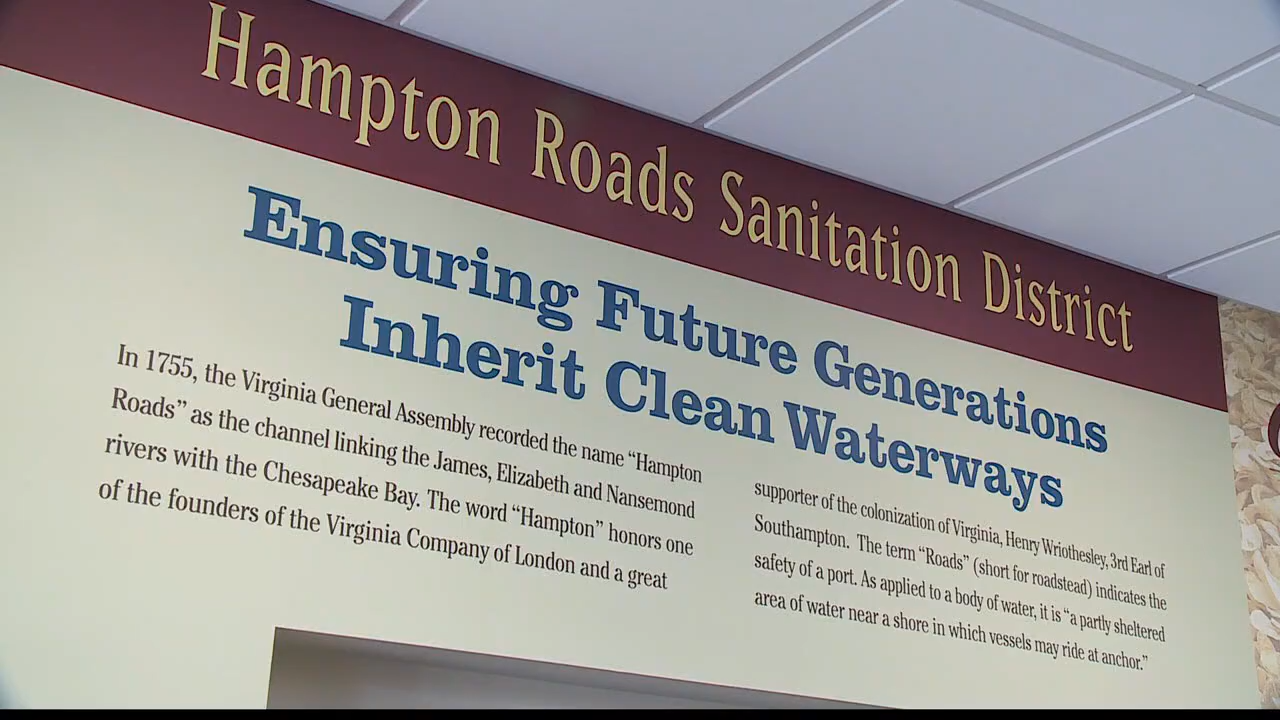 Hampton Roads Sanitation District
Ensuring Future Generations
Inherit Clean Waterways
In 1755, the Virginia General Assembly recorded the name “Hampton
Roads” as the channel linking the James, Elizabeth and Nansemond
rivers with the Chesapeake Bay. The word “Hampton” honors one
of the founders of the Virginia Company of London and a great
supporter of the colonization of Virginia, Henry Wriothesley, 3rd Earl of
Southampton. The term “Roads” (short for roadstead) indicates the
safety of a port. As applied to a body of water, it is “a partly sheltered
area of water near a shore in which vessels may ride at anchor.”